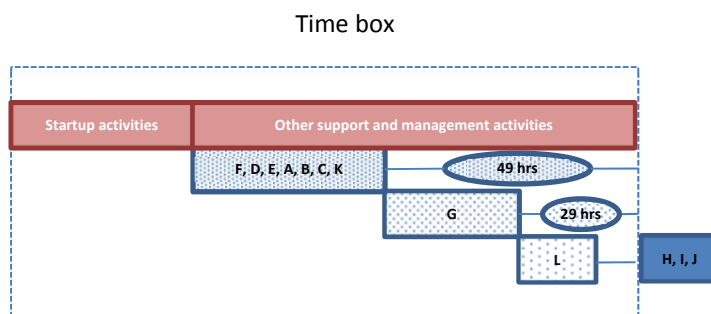 Time box
Startup activities
Other support and management activities
F, D, E, A, B, C, K
49 hrs
G
29 hrs
L
H, I, J